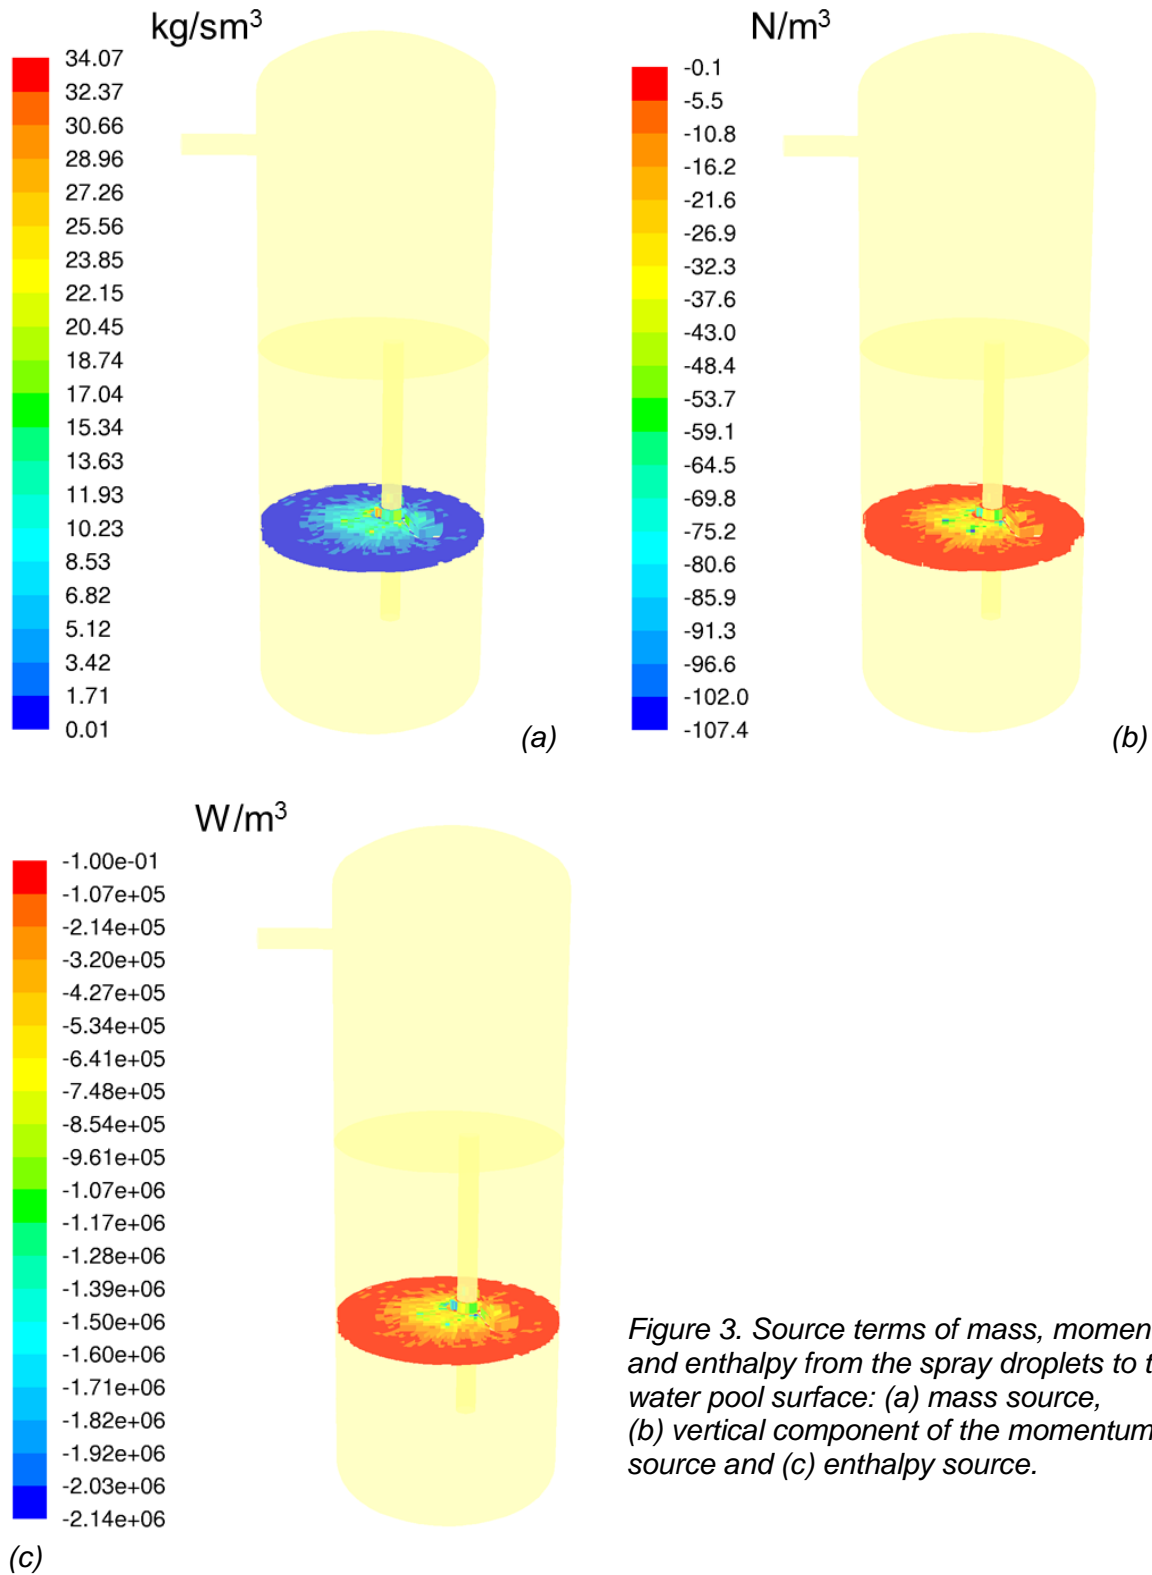 kg/sm³
34.07
32.37
30.66
28.96
27.26
25.56
23.85
22.15
20.45
18.74
17.04
15.34
13.63
11.93
10.23
8.53
6.82
5.12
3.42
1.71
0.01
(a)
N/m³
-0.1
-5.5
-10.8
-16.2
-21.6
-26.9
-32.3
-37.6
-43.0
-48.4
-53.7
-59.1
-64.5
-69.8
-75.2
-80.6
-85.9
-91.3
-96.6
-102.0
-107.4
(b)
W/m³
-1.00e-01
-1.07e+05
-2.14e+05
-3.20e+05
-4.27e+05
-5.34e+05
-6.41e+05
-7.48e+05
-8.54e+05
-9.61e+05
-1.07e+06
-1.17e+06
-1.28e+06
-1.39e+06
-1.50e+06
-1.60e+06
-1.71e+06
-1.82e+06
-1.92e+06
-2.03e+06
-2.14e+06
(c)
Figure 3. Source terms of mass, momen
and enthalpy from the spray droplets to t
water pool surface: (a) mass source,
(b) vertical component of the momentum
source and (c) enthalpy source.